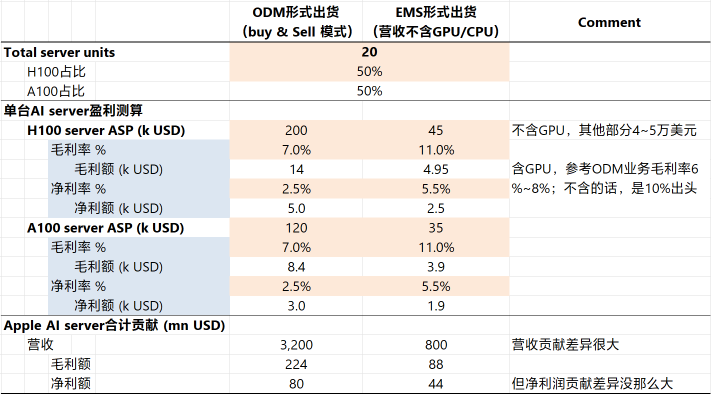 ODM形式出货 EMS形式出货 Comment
（buy & Sell 模式） （营收不含GPU/CPU）
Total server units 20
H100占比 50%
A100占比 50%
单台AI server盈利测算
H100 server ASP (k USD) 200 45 不含GPU，其他部分4~5万美元
毛利率 % 7.0% 11.0%
毛利额 (k USD) 14 4.95 含GPU，参考ODM业务毛利率6
净利率 % 2.5% 5.5% %~8%；不含的话，是10%出头
净利额 (k USD) 5.0 2.5
A100 server ASP (k USD) 120 35
毛利率 % 7.0% 11.0%
毛利额 (k USD) 8.4 3.9
净利率 % 2.5% 5.5%
净利额 (k USD) 3.0 1.9
Apple AI server合计贡献 (mn USD)
营收 3,200 800 营收贡献差异很大
毛利额 224 88
净利额 80 44 但净利润贡献差异没那么大